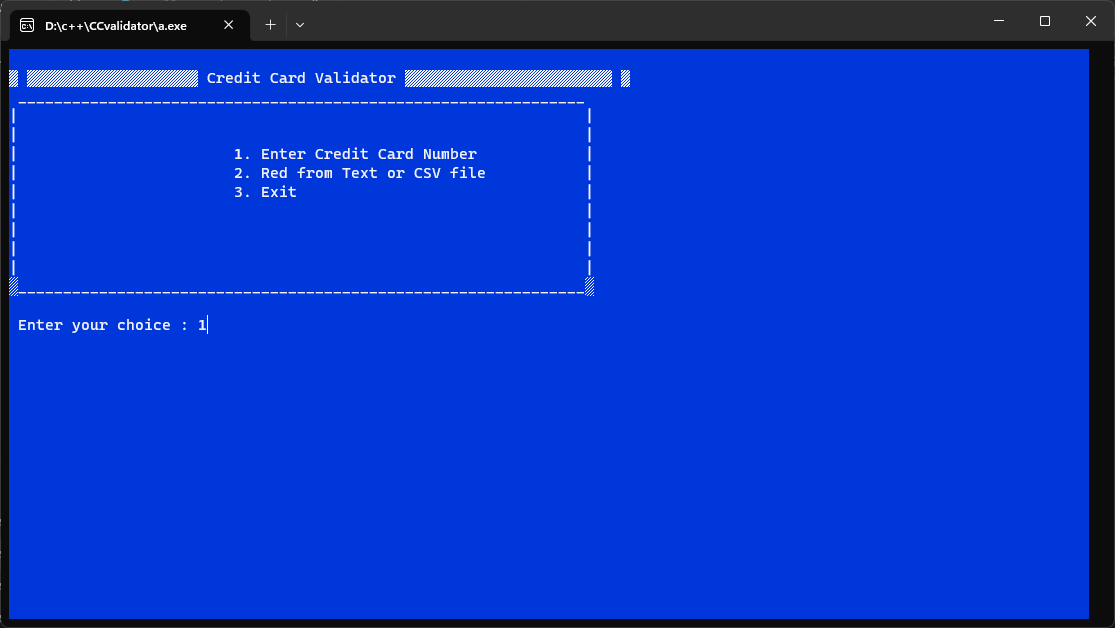 D:\c++\CCvalidator\a.exe
Credit Card Validator
1. Enter Credit Card Number
2. Red from Text or CSV file
3. Exit
Enter your choice : 1